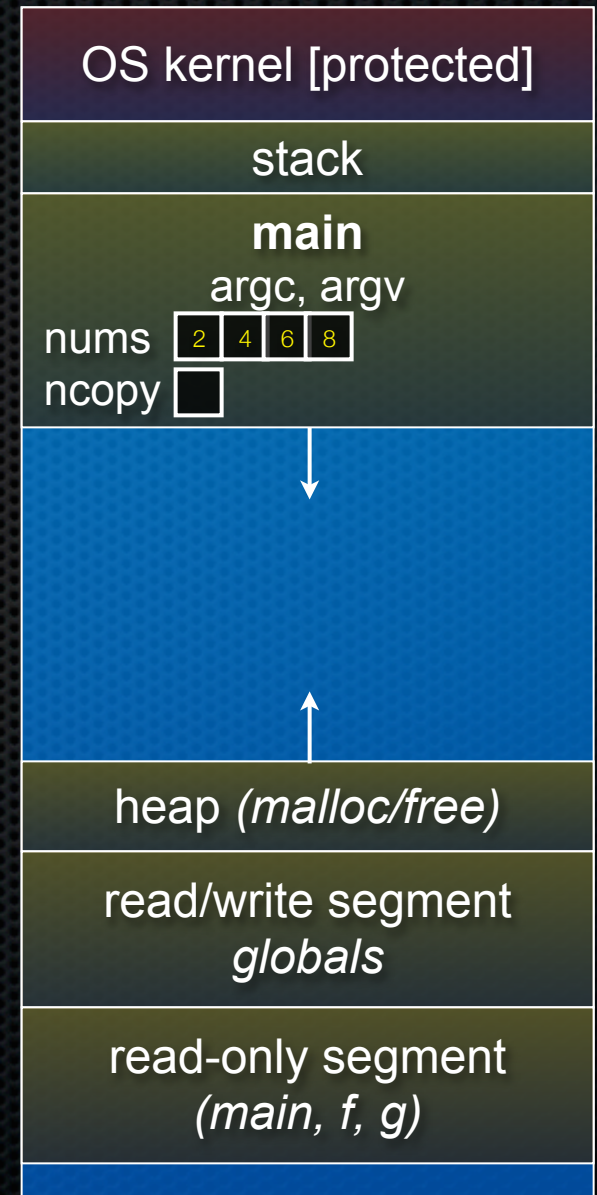 OS kernel [protected]
stack
main
argc, argv
nums 2 4 6 8
ncopy
heap (malloc/free)
read/write segment
globals
read-only segment
(main, f, g)